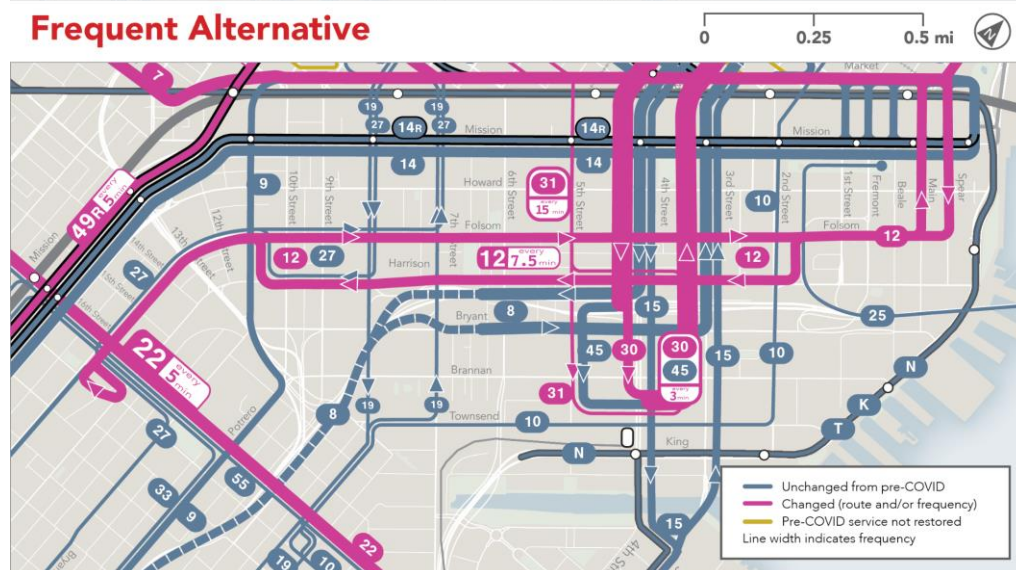 Frequent Alternative
0
0.25
0.5 mi
7
Market
19
27
19
27
14R
Mission
14R
Mission
14
14
49R every 5 min
9
10th Street
9th Street
Howard
7th Street
6th Street
31 every 15 min
5th Street
4th Street
3rd Street
10
2nd Street
1st Street
Fremont
Beale
Main
Spear
Mission
12th Street
13th Street
14th Street
15th Street
16th Street
27
Folsom
Folsom
12
12
27
Harrison
12 every 7.5 min
12
8
Bryant
15
25
22 every 5 min
45
30
30
45
every 3 min
15
10
N
Brannan
31
19
19
8
Townsend
10
K
T
Potrero
N
King
27
55
33
9
15
4th St
22
19
10
Bryan
Unchanged from pre-COVID
Changed (route and/or frequency)
Pre-COVID service not restored
Line width indicates frequency